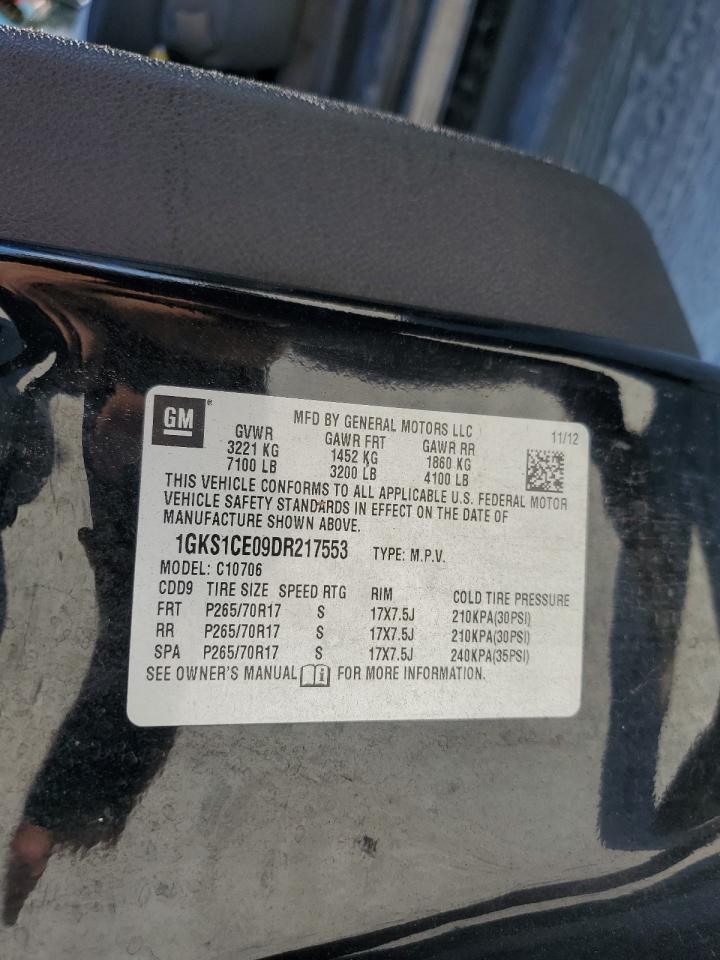 GM® MFD BY GENERAL MOTORS LLC 11/12
GVWR GAWR FRT GAWR RR
3221 KG 1452 KG 1860 KG
7100 LB 3200 LB 4100 LB
THIS VEHICLE CONFORMS TO ALL APPLICABLE U.S. FEDERAL MOTOR
VEHICLE SAFETY STANDARDS IN EFFECT ON THE DATE OF
MANUFACTURE SHOWN ABOVE.
1GKS1CE09DR217553 TYPE: M.P.V.
MODEL: C10706
CDD9 TIRE SIZE SPEED RTG RIM COLD TIRE PRESSURE
FRT P265/70R17 S 17X7.5J 210KPA(30PSI)
RR P265/70R17 S 17X7.5J 210KPA(30PSI)
SPA P265/70R17 S 17X7.5J 240KPA(35PSI)
SEE OWNER'S MANUAL i FOR MORE INFORMATION.